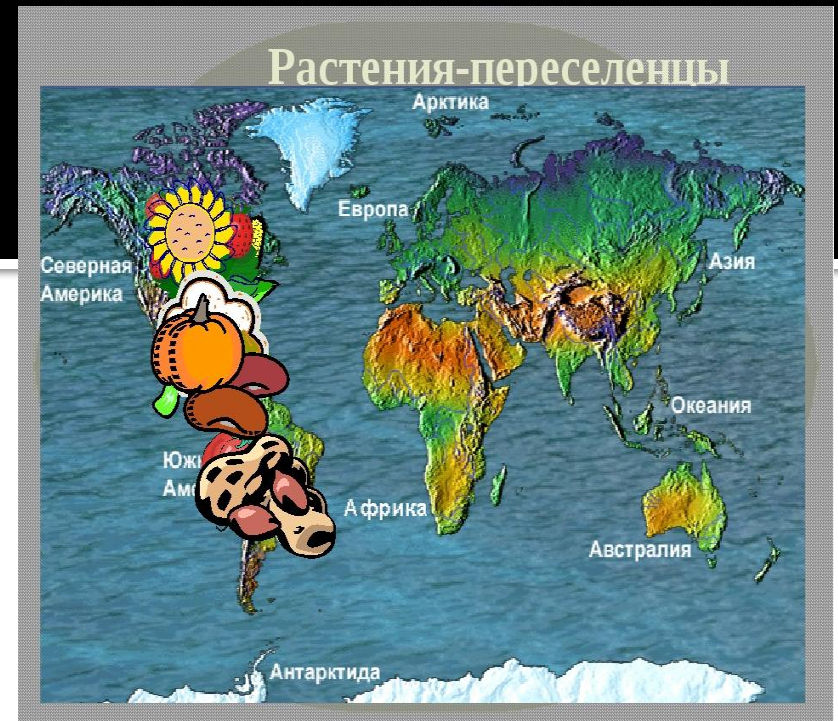 Растения-переселенцы
Арктика
Европа
Северная
Америка
Азия
Океания
Африка
Австралия
Антарктида